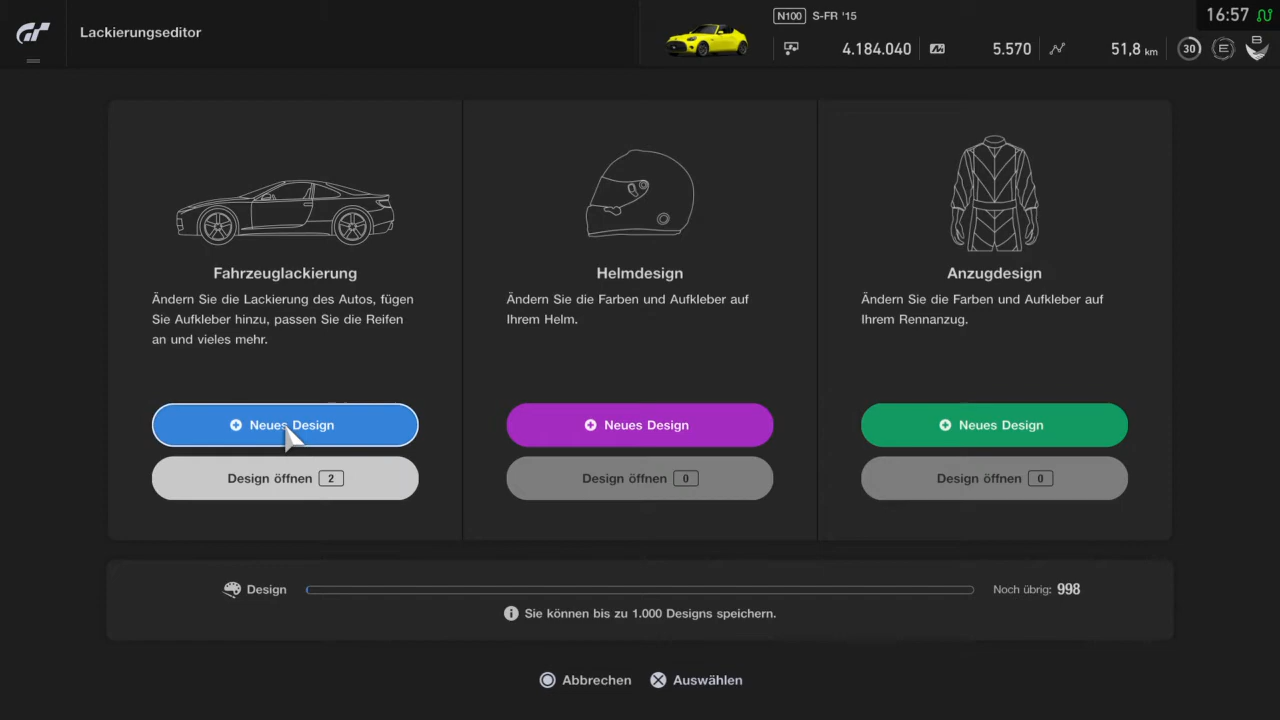 Lackierungseditor
N100 S-FR '15
16:57
4.184.040 5.570 51,8 km 30 E B
Fahrzeuglackierung
Ändern Sie die Lackierung des Autos, fügen
Sie Aufkleber hinzu, passen Sie die Reifen
an und vieles mehr.
Neues Design
Design öffnen 2
Helmdesign
Ändern Sie die Farben und Aufkleber auf
Ihrem Helm.
Neues Design
Design öffnen 0
Anzugdesign
Ändern Sie die Farben und Aufkleber auf
Ihrem Rennanzug.
Neues Design
Design öffnen 0
Design Noch übrig: 998
Sie können bis zu 1.000 Designs speichern.
Abbrechen Auswählen